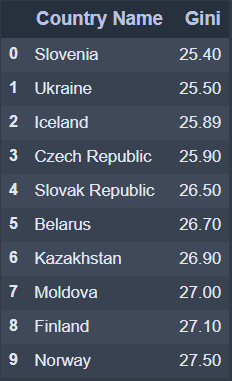 Country Name Gini
0 Slovenia 25.40
1 Ukraine 25.50
2 Iceland 25.89
3 Czech Republic 25.90
4 Slovak Republic 26.50
5 Belarus 26.70
6 Kazakhstan 26.90
7 Moldova 27.00
8 Finland 27.10
9 Norway 27.50